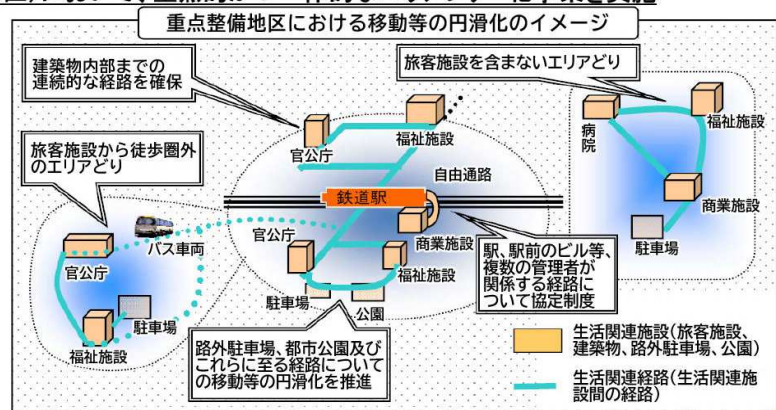 重点整備地区における移動等の円滑化のイメージ
建築物内部までの
連続的な経路を確保
旅客施設を含まないエリアどり
旅客施設から徒歩圏外
のエリアどり
官公庁
福祉施設
病院
福祉施設
自由通路
鉄道駅
商業施設
官公庁
商業施設
福祉施設
駐車場
公園
駐車場
バス車両
官公庁
駐車場
福祉施設
駅、駅前のビル等、
複数の管理者が
関係する経路に
ついて協定制度
路外駐車場、都市公園及び
これらに至る経路について
の移動等の円滑化を推進
生活関連施設(旅客施設、
建築物、路外駐車場、公園)
生活関連経路(生活関連施
設間の経路)